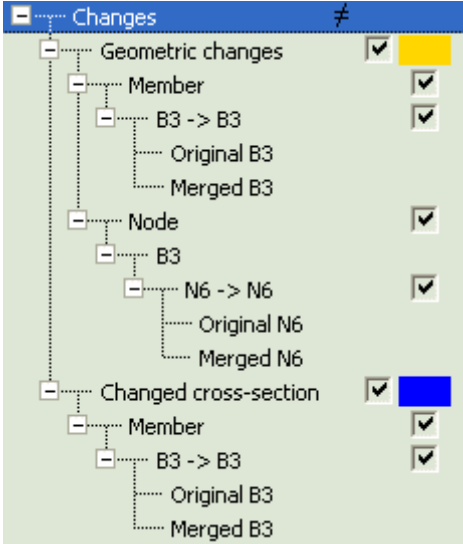 Changes ≠
Geometric changes
Member
B3 -> B3
Original B3
Merged B3
Node
B3
N6 -> N6
Original N6
Merged N6
Changed cross-section
Member
B3 -> B3
Original B3
Merged B3